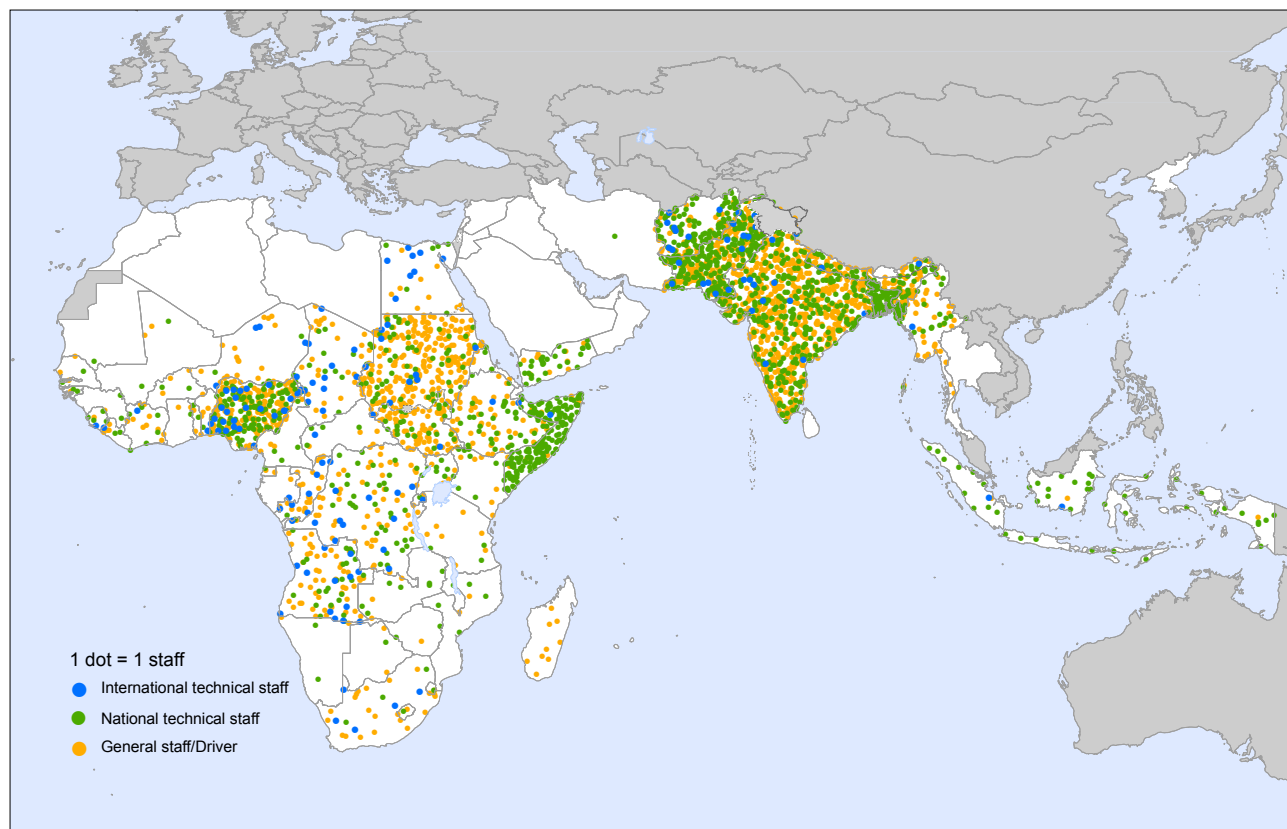 1 dot = 1 staff
International technical staff
National technical staff
General staff/Driver